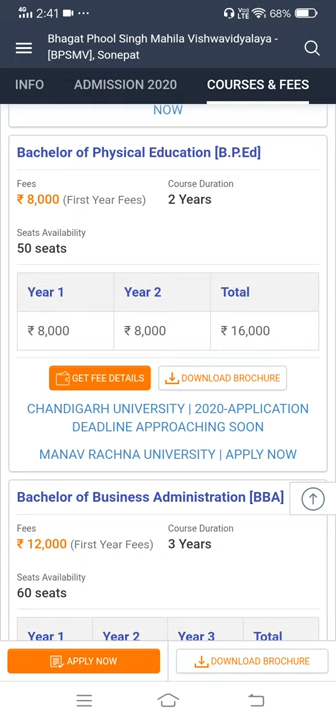 4G 2:41 ... Vo) LTE 68%
Bhagat Phool Singh Mahila Vishwavidyalaya -
[BPSMV], Sonepat
INFO ADMISSION 2020 COURSES & FEES
NOW
Bachelor of Physical Education [B.P.Ed]
Fees Course Duration
₹ 8,000 (First Year Fees) 2 Years
Seats Availability
50 seats
Year 1 Year 2 Total
₹ 8,000 ₹ 8,000 ₹ 16,000
GET FEE DETAILS DOWNLOAD BROCHURE
CHANDIGARH UNIVERSITY | 2020-APPLICATION
DEADLINE APPROACHING SOON
MANAV RACHNA UNIVERSITY | APPLY NOW
Bachelor of Business Administration [BBA]
Fees Course Duration
₹ 12,000 (First Year Fees) 3 Years
Seats Availability
60 seats
Year 1 Year 2 Year 3 Total
APPLY NOW DOWNLOAD BROCHURE